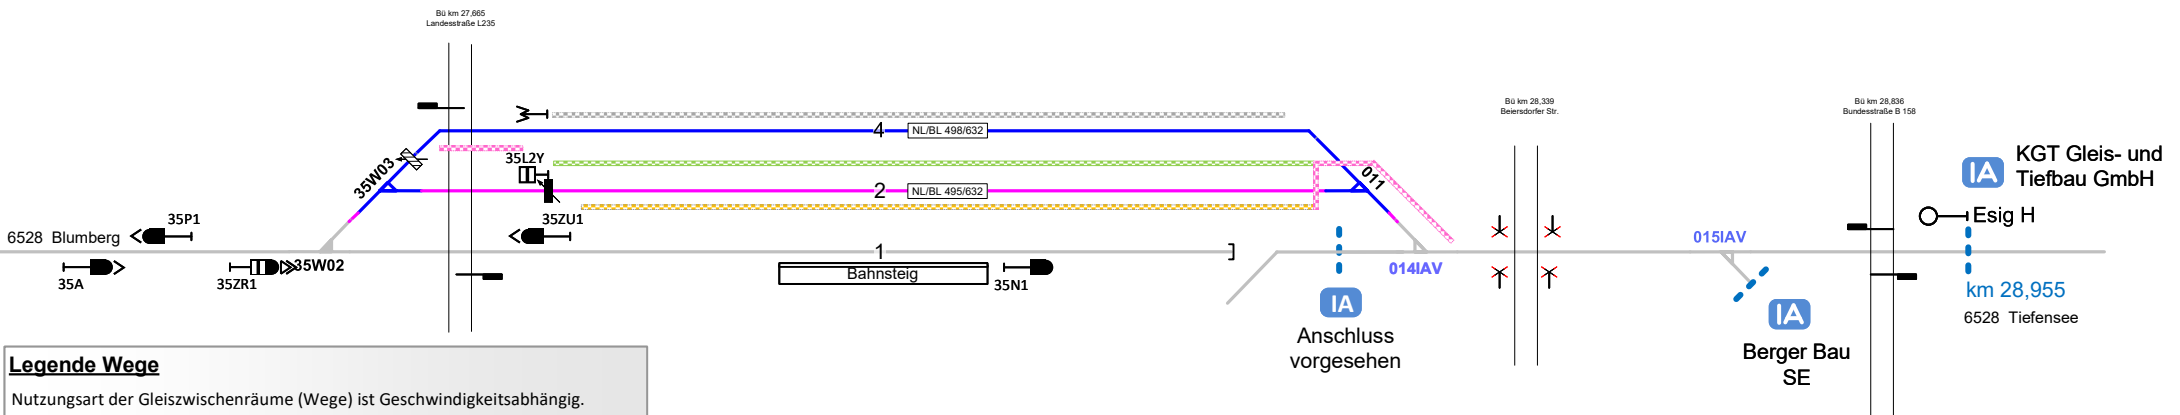 Bü km 27,665
Landesstraße L235
Bü km 28,339
Beiersdorfer Str.
Bü km 28,836
Bundesstraße B 158
4
NL/BL 498/632
35W03
35L2Y
011
IA
KGT Gleis- und
Tiefbau GmbH
2
NL/BL 495/632
35P1
35ZU1
Esig H
6528 Blumberg
1
015IAV
35W02
014IAV
Bahnsteig
35A
35ZR1
35N1
km 28,955
IA
IA
6528 Tiefensee
Anschluss
vorgesehen
Berger Bau
SE
Legende Wege
Nutzungsart der Gleiszwischenräume (Wege) ist Geschwindigkeitsabhängig.